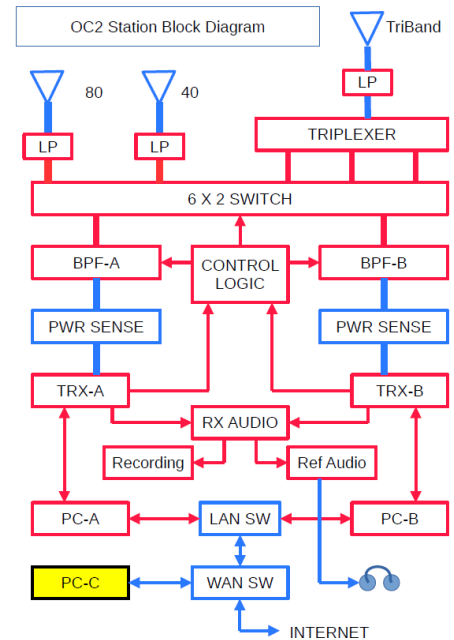 OC2 Station Block Diagram
TriBand
80
40
LP
LP
LP
TRIPLEXER
6 X 2 SWITCH
BPF-A
CONTROL
LOGIC
BPF-B
PWR SENSE
PWR SENSE
TRX-A
TRX-B
RX AUDIO
Recording
Ref Audio
PC-A
LAN SW
PC-B
PC-C
WAN SW
INTERNET